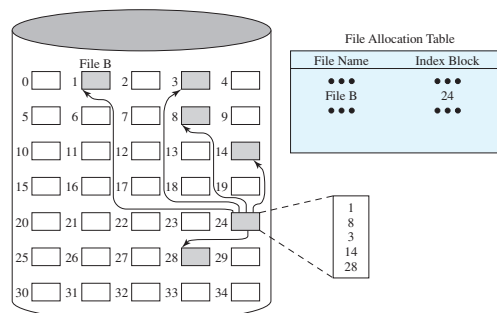 File Allocation Table
File Name Index Block
••• •••
File B 24
••• •••
File B
0 1 2 3 4
5 6 7 8 9
10 11 12 13 14
15 16 17 18 19
20 21 22 23 24
25 26 27 28 29
30 31 32 33 34
1
8
3
14
28